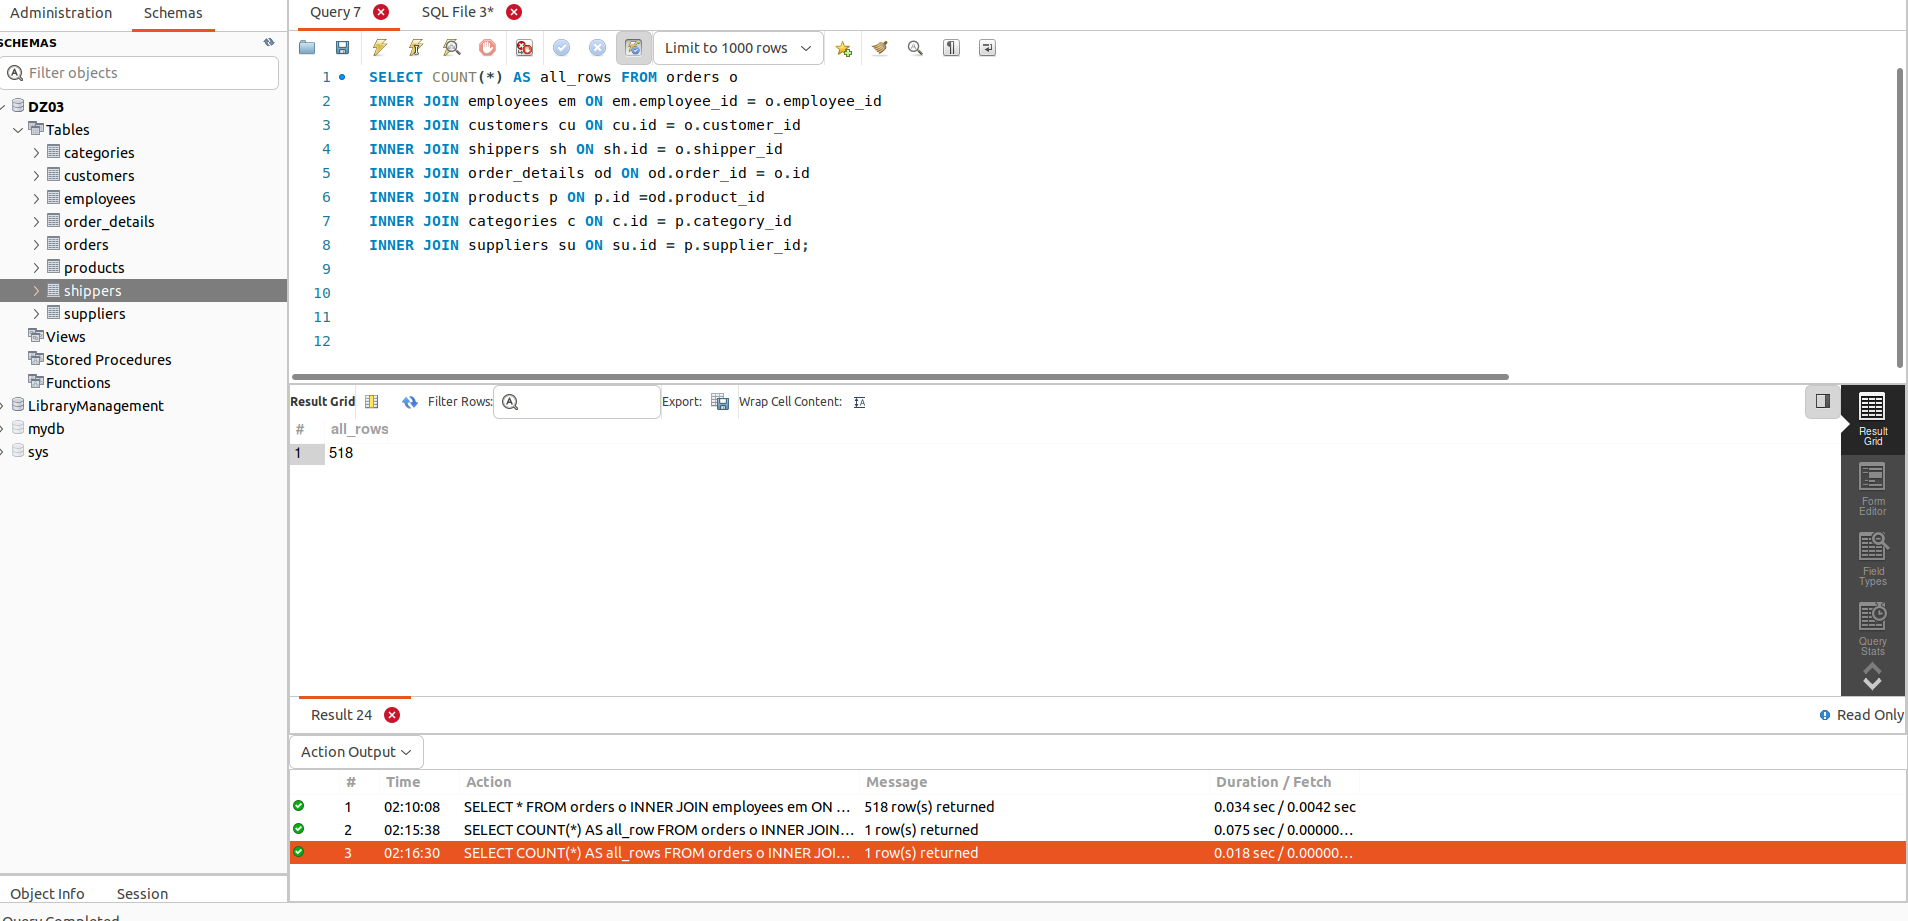 Administration Schemas
SCHEMAS
Filter objects
DZ03
Tables
categories
customers
employees
order_details
orders
products
shippers
suppliers
Views
Stored Procedures
Functions
LibraryManagement
mydb
sys
Object Info Session
Query Completed
Query 7 SQL File 3*
Limit to 1000 rows
1 SELECT COUNT(*) AS all_rows FROM orders o
2 INNER JOIN employees em ON em.employee_id = o.employee_id
3 INNER JOIN customers cu ON cu.id = o.customer_id
4 INNER JOIN shippers sh ON sh.id = o.shipper_id
5 INNER JOIN order_details od ON od.order_id = o.id
6 INNER JOIN products p ON p.id =od.product_id
7 INNER JOIN categories c ON c.id = p.category_id
8 INNER JOIN suppliers su ON su.id = p.supplier_id;
9
10
11
12
Result Grid Filter Rows: Export: Wrap Cell Content:
# all_rows
1 518
Result
Grid
Form
Editor
Field
Types
Query
Stats
Result 24 Read Only
Action Output
# Time Action Message Duration / Fetch
1 02:10:08 SELECT * FROM orders o INNER JOIN employees em ON ... 518 row(s) returned 0.034 sec / 0.0042 sec
2 02:15:38 SELECT COUNT(*) AS all_row FROM orders o INNER JOIN... 1 row(s) returned 0.075 sec / 0.00000...
3 02:16:30 SELECT COUNT(*) AS all_rows FROM orders o INNER JOI... 1 row(s) returned 0.018 sec / 0.00000...